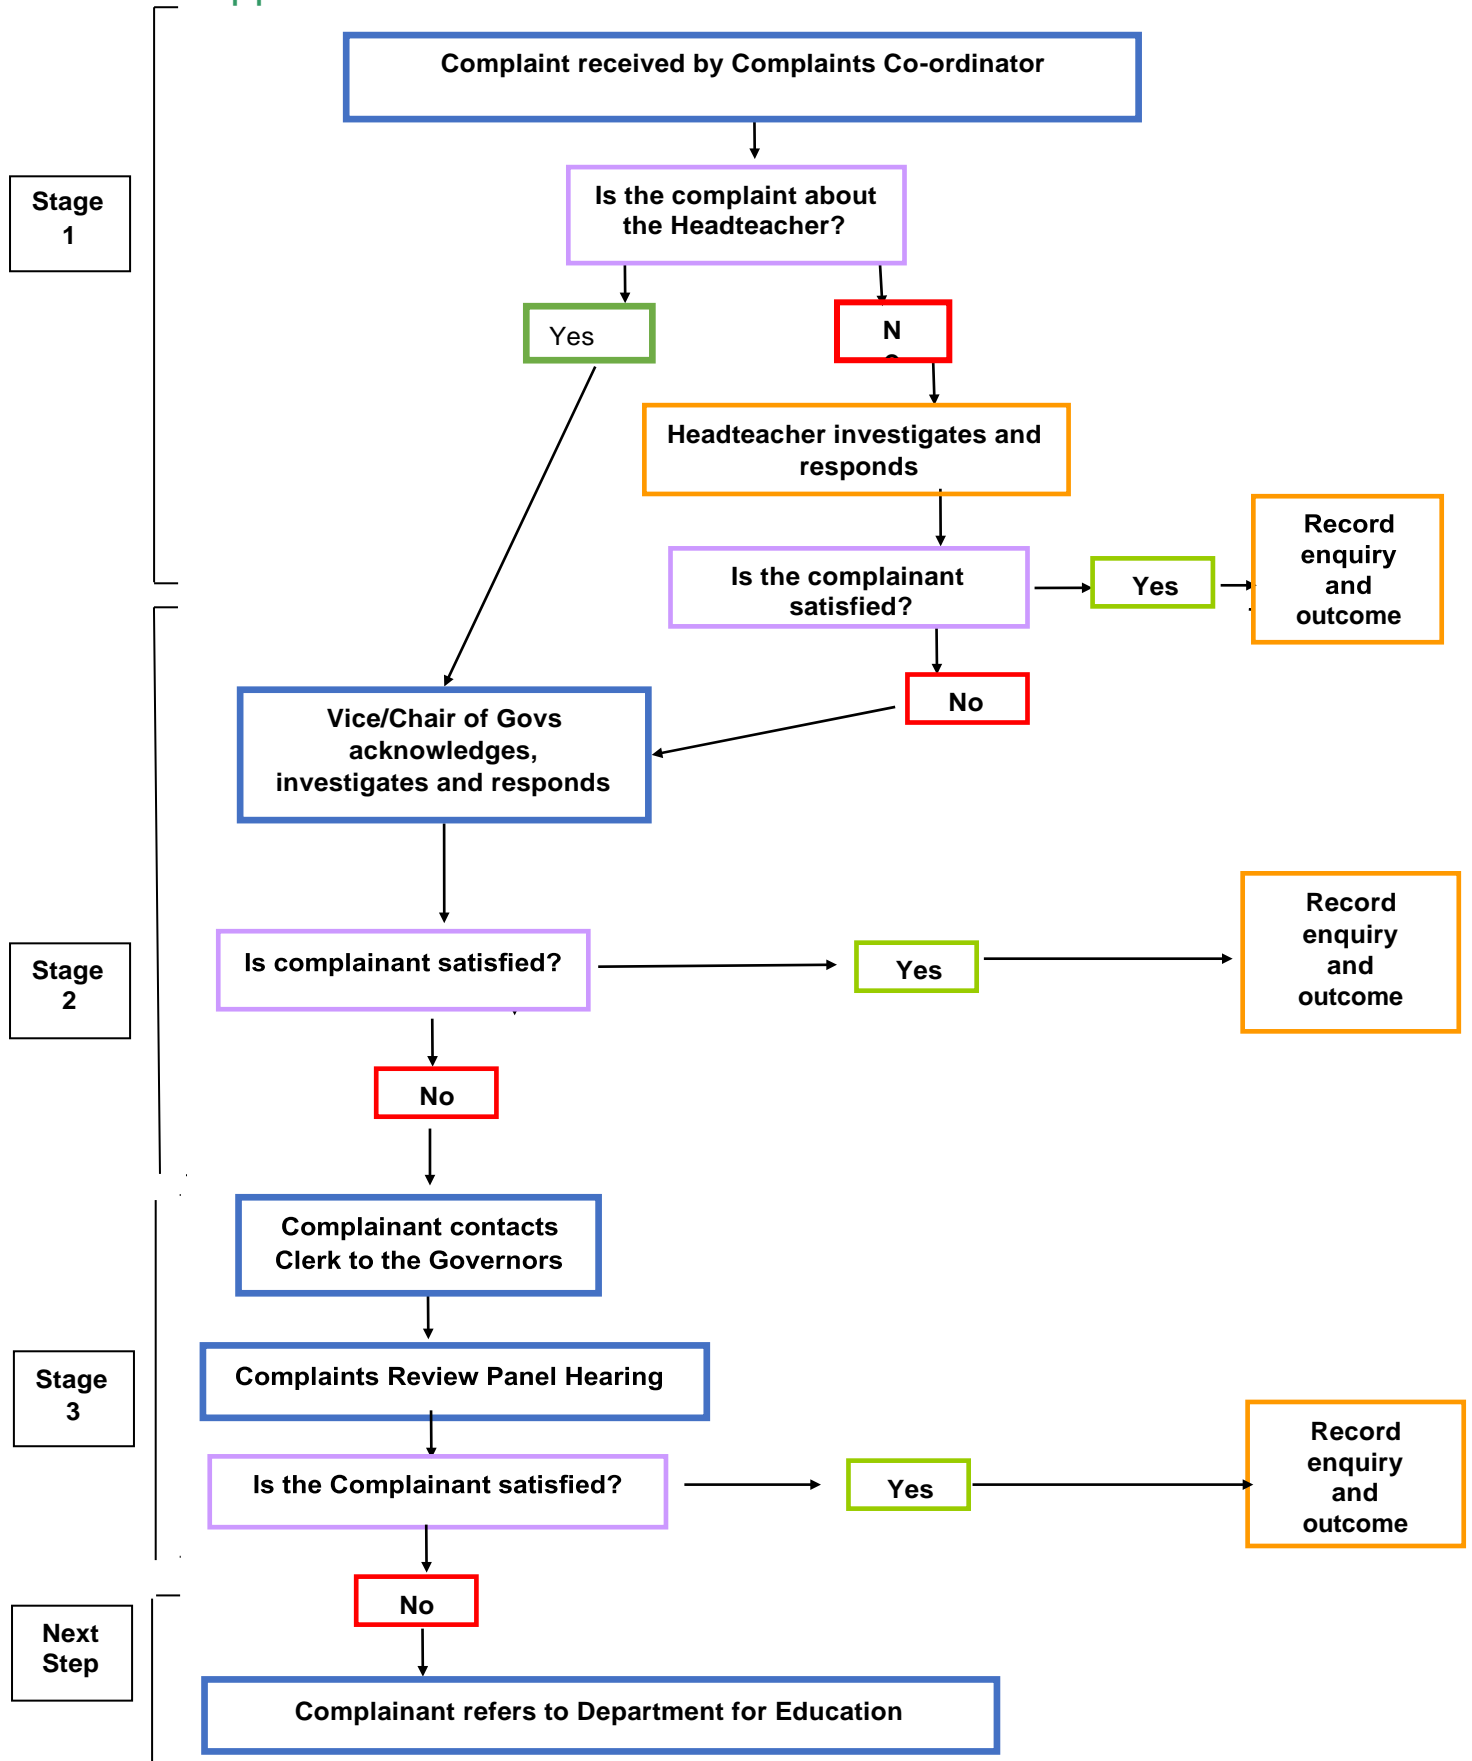 Complaint received by Complaints Co-ordinator
Stage
1
Is the complaint about
the Headteacher?
Yes
N
Headteacher investigates and
responds
Is the complainant
satisfied?
Yes
Record
enquiry
and
outcome
No
Vice/Chair of Govs
acknowledges,
investigates and responds
Stage
2
Is complainant satisfied?
Yes
Record
enquiry
and
outcome
No
Complainant contacts
Clerk to the Governors
Stage
3
Complaints Review Panel Hearing
Is the Complainant satisfied?
Yes
Record
enquiry
and
outcome
No
Next
Step
Complainant refers to Department for Education